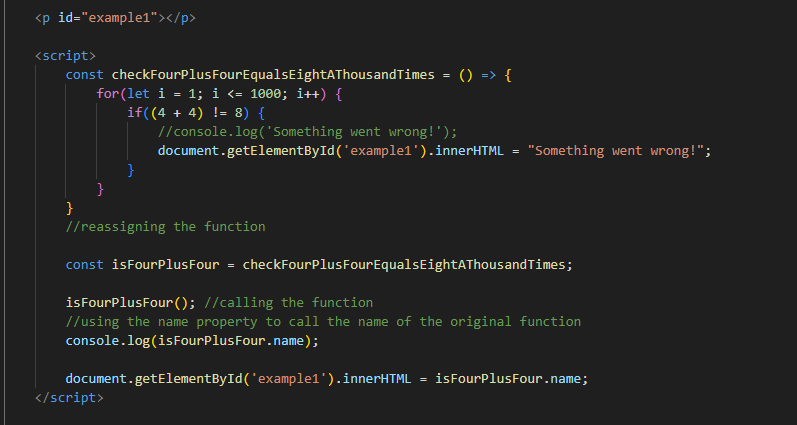 <p id="example1"></p>
<script>
const checkFourPlusFourEqualsEightAThousandTimes = () => {
for(let i = 1; i <= 1000; i++) {
if((4 + 4) != 8) {
//console.log('Something went wrong!');
document.getElementById('example1').innerHTML = "Something went wrong!";
}
}
}
//reassigning the function
const isFourPlusFour = checkFourPlusFourEqualsEightAThousandTimes;
isFourPlusFour(); //calling the function
//using the name property to call the name of the original function
console.log(isFourPlusFour.name);
document.getElementById('example1').innerHTML = isFourPlusFour.name;
</script>